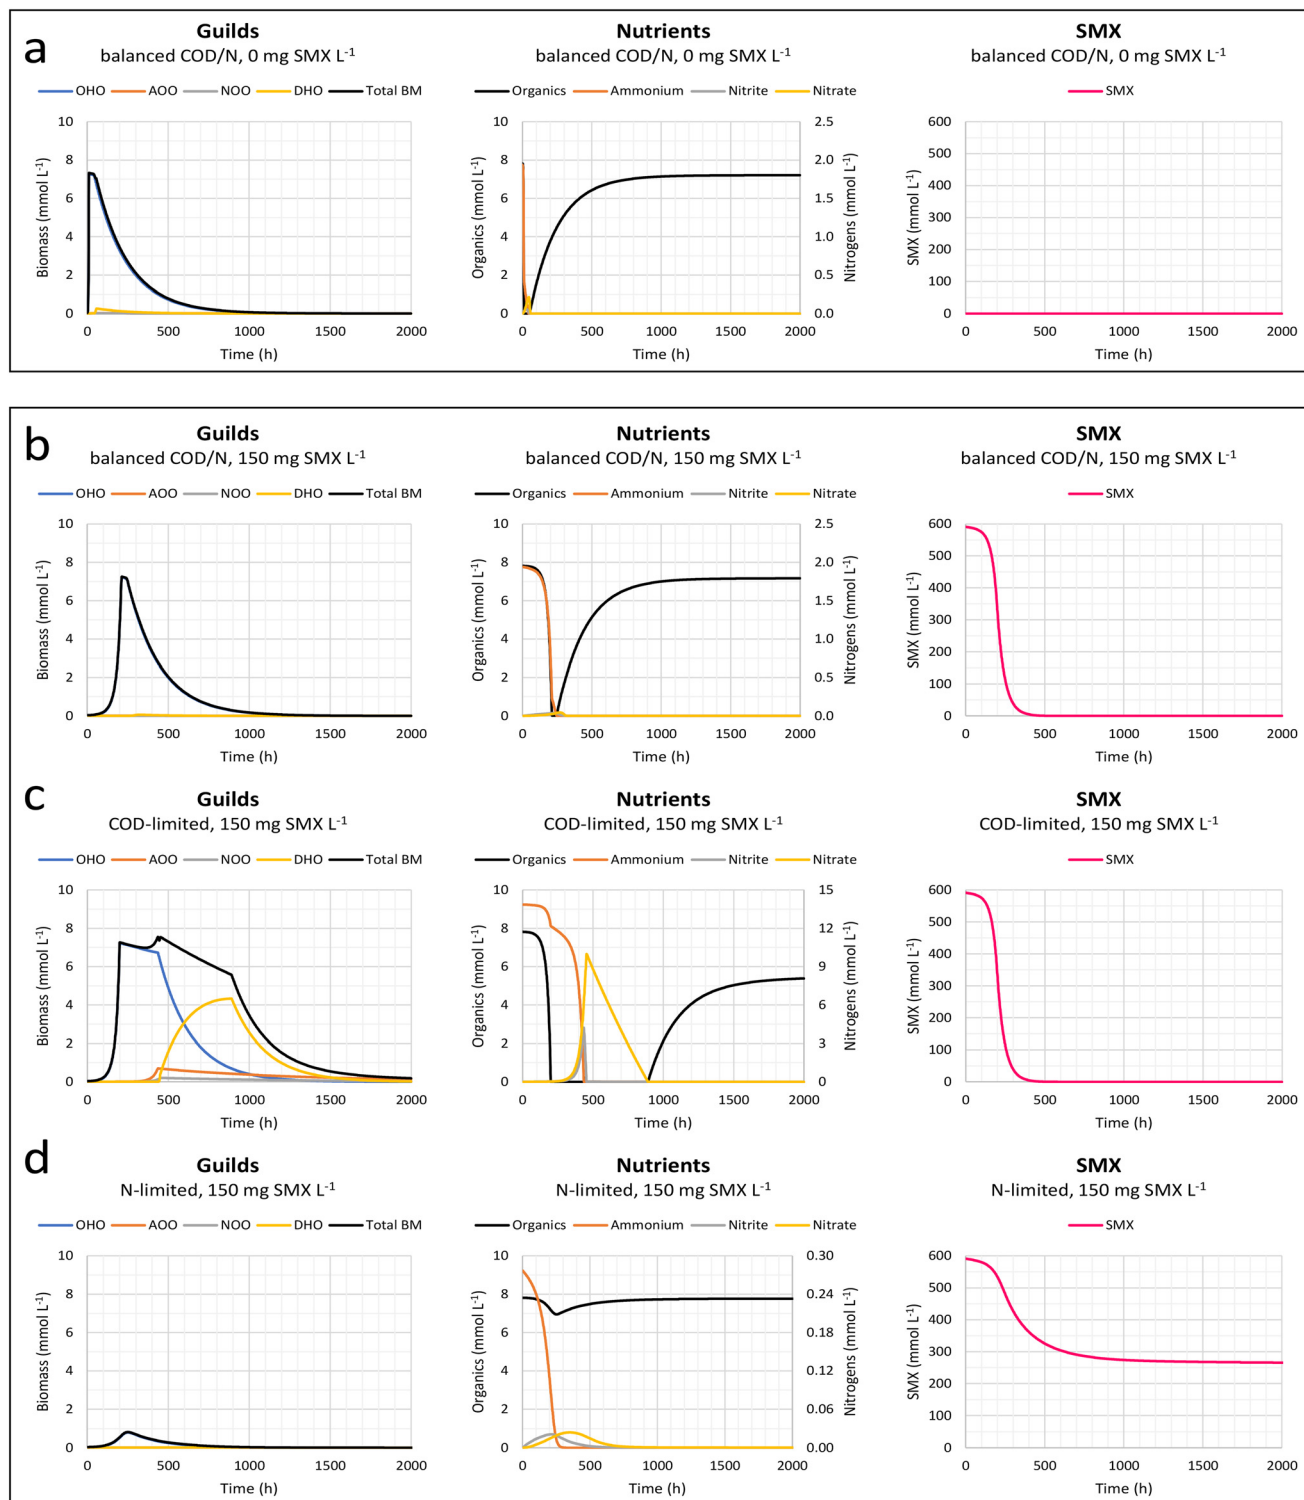 a
Guilds
balanced COD/N, 0 mg SMX L-1
OHO AOO NOO DHO Total BM
10
8
6
4
2
0
Biomass (mmol L-1)
0 500 1000 1500 2000
Time (h)
Nutrients
balanced COD/N, 0 mg SMX L-1
Organics Ammonium Nitrite Nitrate
10
8
6
4
2
0
Organics (mmol L-1)
2.5
2.0
1.5
1.0
0.5
0.0
Nitrogens (mmol L-1)
0 500 1000 1500 2000
Time (h)
SMX
balanced COD/N, 0 mg SMX L-1
SMX
600
500
400
300
200
100
0
SMX (mmol L-1)
0 500 1000 1500 2000
Time (h)
b
Guilds
balanced COD/N, 150 mg SMX L-1
OHO AOO NOO DHO Total BM
10
8
6
4
2
0
Biomass (mmol L-1)
0 500 1000 1500 2000
Time (h)
Nutrients
balanced COD/N, 150 mg SMX L-1
Organics Ammonium Nitrite Nitrate
10
8
6
4
2
0
Organics (mmol L-1)
2.5
2.0
1.5
1.0
0.5
0.0
Nitrogens (mmol L-1)
0 500 1000 1500 2000
Time (h)
SMX
balanced COD/N, 150 mg SMX L-1
SMX
600
500
400
300
200
100
0
SMX (mmol L-1)
0 500 1000 1500 2000
Time (h)
c
Guilds
COD-limited, 150 mg SMX L-1
OHO AOO NOO DHO Total BM
10
8
6
4
2
0
Biomass (mmol L-1)
0 500 1000 1500 2000
Time (h)
Nutrients
COD-limited, 150 mg SMX L-1
Organics Ammonium Nitrite Nitrate
10
8
6
4
2
0
Organics (mmol L-1)
15
12
9
6
3
0
Nitrogens (mmol L-1)
0 500 1000 1500 2000
Time (h)
SMX
COD-limited, 150 mg SMX L-1
SMX
600
500
400
300
200
100
0
SMX (mmol L-1)
0 500 1000 1500 2000
Time (h)
d
Guilds
N-limited, 150 mg SMX L-1
OHO AOO NOO DHO Total BM
10
8
6
4
2
0
Biomass (mmol L-1)
0 500 1000 1500 2000
Time (h)
Nutrients
N-limited, 150 mg SMX L-1
Organics Ammonium Nitrite Nitrate
10
8
6
4
2
0
Organics (mmol L-1)
0.30
0.24
0.18
0.12
0.06
0.00
Nitrogens (mmol L-1)
0 500 1000 1500 2000
Time (h)
SMX
N-limited, 150 mg SMX L-1
SMX
600
500
400
300
200
100
0
SMX (mmol L-1)
0 500 1000 1500 2000
Time (h)